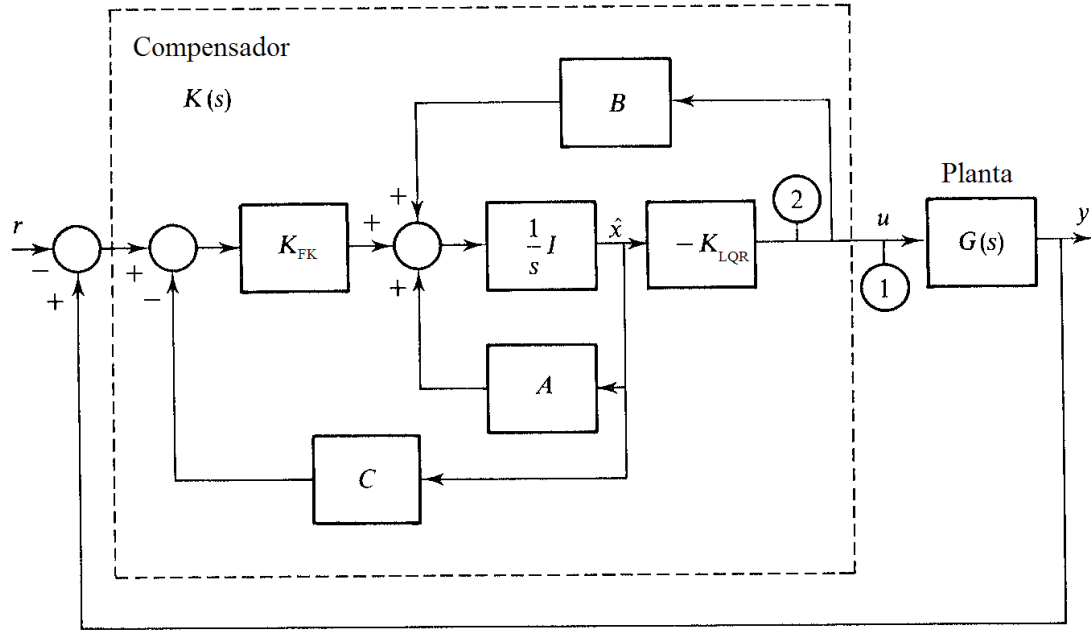 Compensador
K(s)
B
Planta
r
+
-
+
-
K_FK
+
+
+
1/s I
x̂
-K_LQR
2
u
1
G(s)
y
A
C